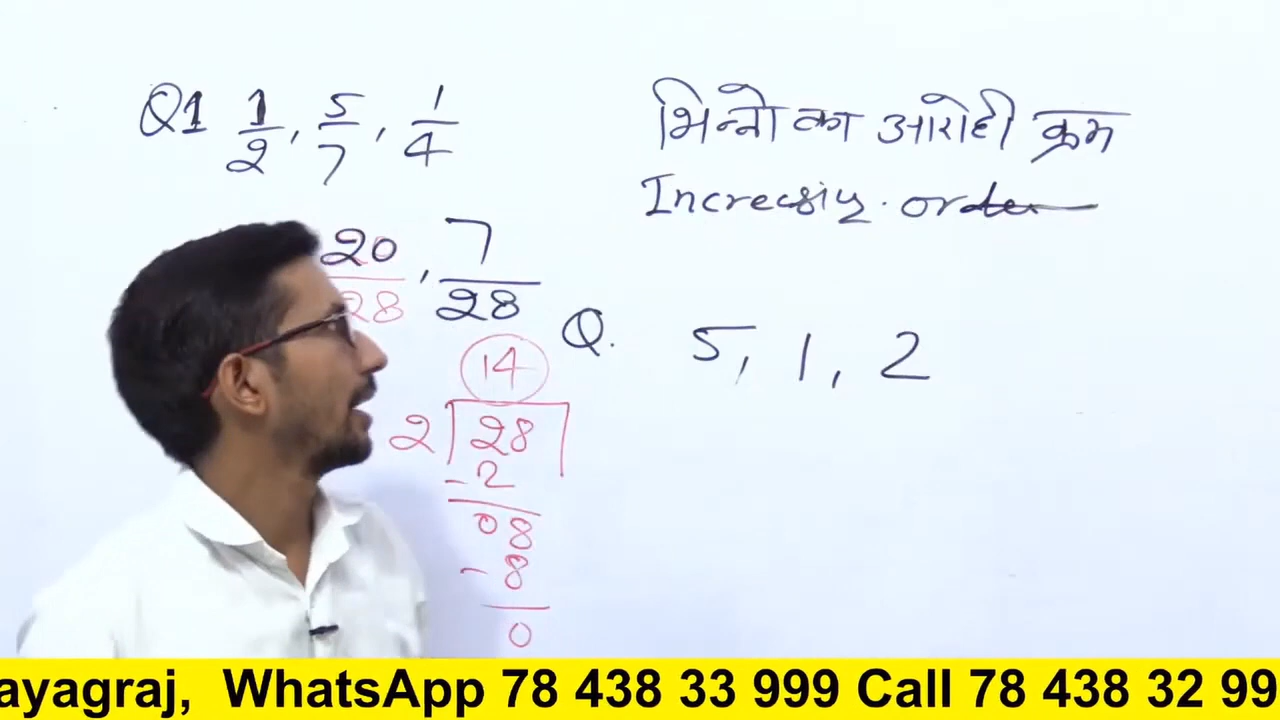 Q1 1/2, 5/7, 1/4
भिन्नो का आरोही क्रम
Increasing. order
20/28, 7/28
Q. 5, 1, 2
14
2 28
-2
08
-8
0
ayagraj, WhatsApp 78 438 33 999 Call 78 438 32 99